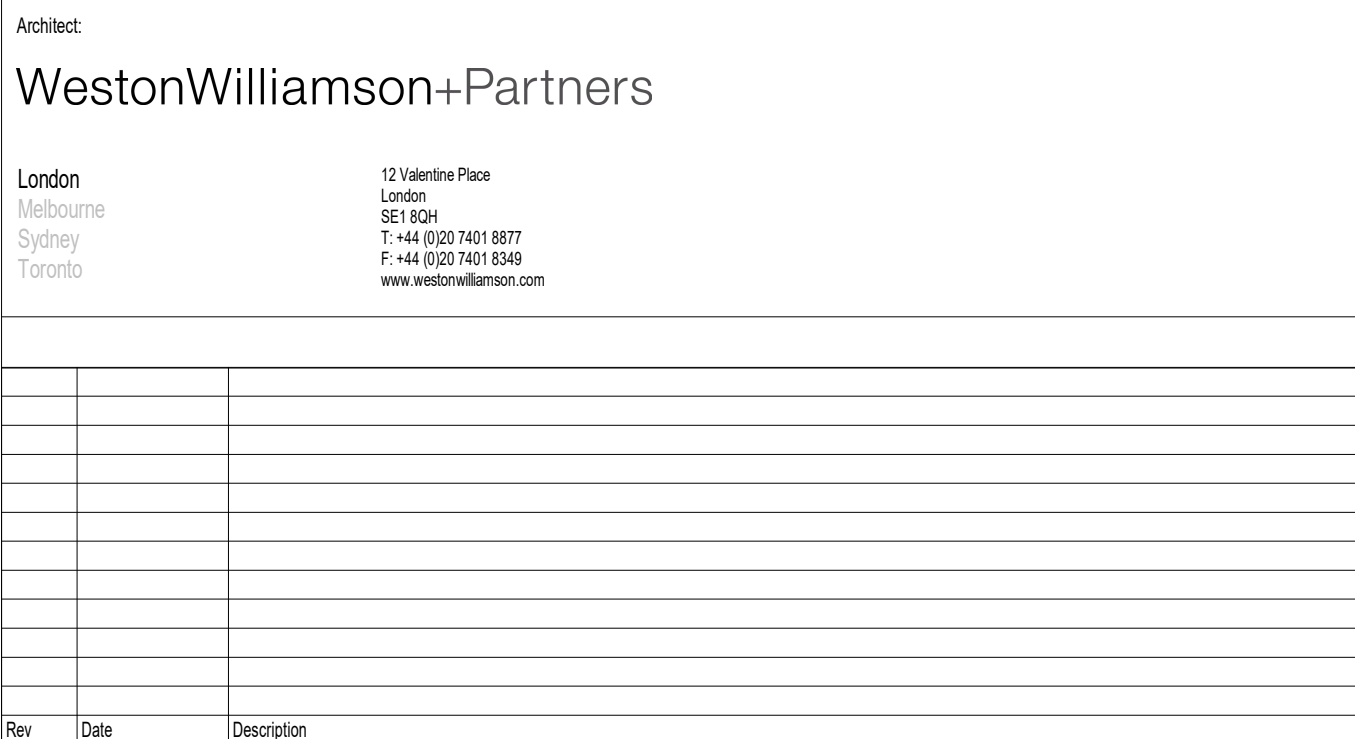 Architect:
WestonWilliamson+Partners
London
Melbourne
Sydney
Toronto
12 Valentine Place
London
SE1 8QH
T: +44 (0)20 7401 8877
F: +44 (0)20 7401 8349
www.westonwilliamson.com
Rev Date Description